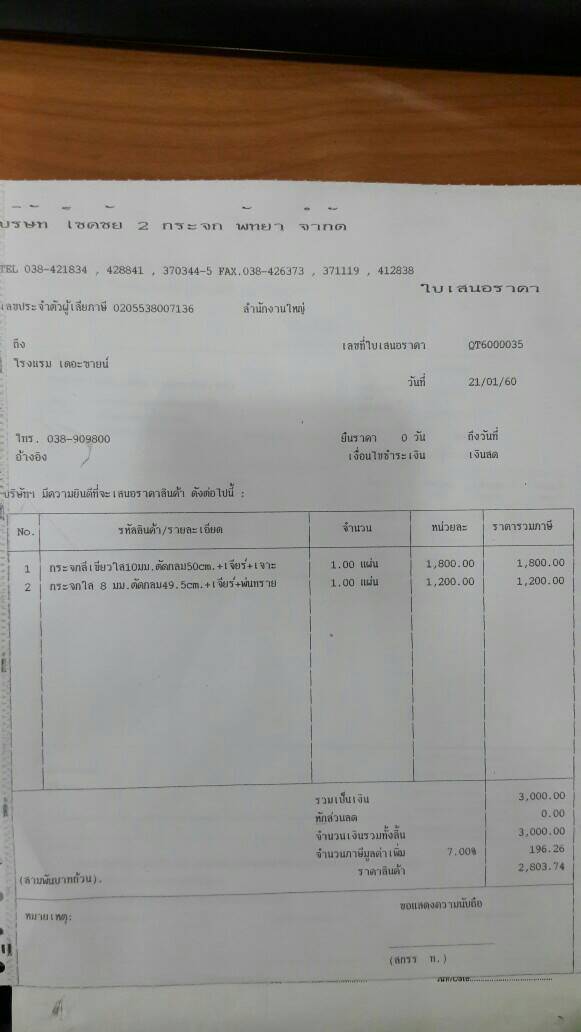 บริษัท เชิดชัย 2 กระจก พัทยา จำกัด
TEL 038-421834 , 428841 , 370344-5 FAX.038-426373 , 371119 , 412838
ใบเสนอราคา
เลขประจำตัวผู้เสียภาษี 0205538007136 สำนักงานใหญ่
ถึง เลขที่ใบเสนอราคา QT6000035
โรงแรม เดอะซายน์
วันที่ 21/01/60
โทร. 038-909800 ยืนราคา 0 วัน ถึงวันที่
อ้างอิง เงื่อนไขชำระเงิน เงินสด
บริษัทฯ มีความยินดีที่จะเสนอราคาสินค้า ดังต่อไปนี้ :
No. รหัสสินค้า/รายละเอียด จำนวน หน่วยละ ราคารวมภาษี
1 กระจกสีเขียวใส10มม.ตัดกลม50cm.+เจียร์+เจาะ 1.00 แผ่น 1,800.00 1,800.00
2 กระจกใส 8 มม.ตัดกลม49.5cm.+เจียร์+พ่นทราย 1.00 แผ่น 1,200.00 1,200.00
รวมเป็นเงิน 3,000.00
หักส่วนลด 0.00
จำนวนเงินรวมทั้งสิ้น 3,000.00
จำนวนภาษีมูลค่าเพิ่ม 7.00% 196.26
ราคาสินค้า 2,803.74
(สามพันบาทถ้วน).
ขอแสดงความนับถือ
หมายเหตุ: